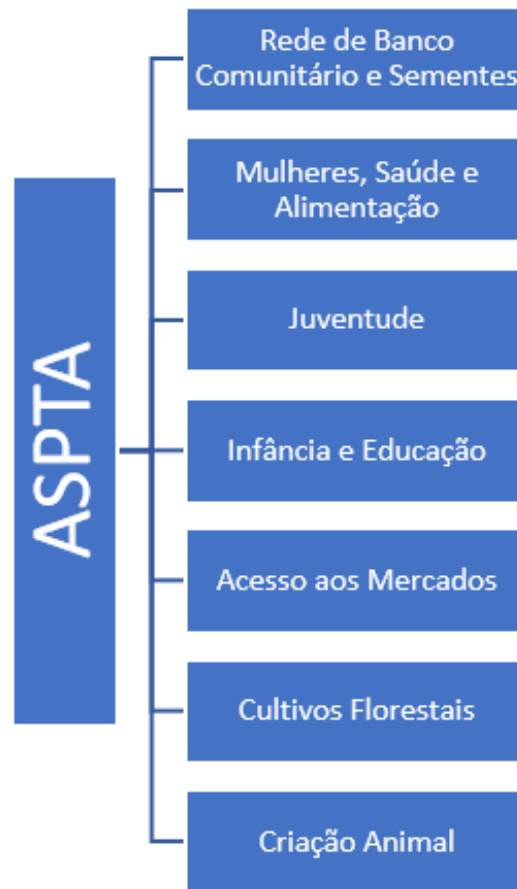 ASPTA
Rede de Banco
Comunitário e Sementes
Mulheres, Saúde e
Alimentação
Juventude
Infância e Educação
Acesso aos Mercados
Cultivos Florestais
Criação Animal